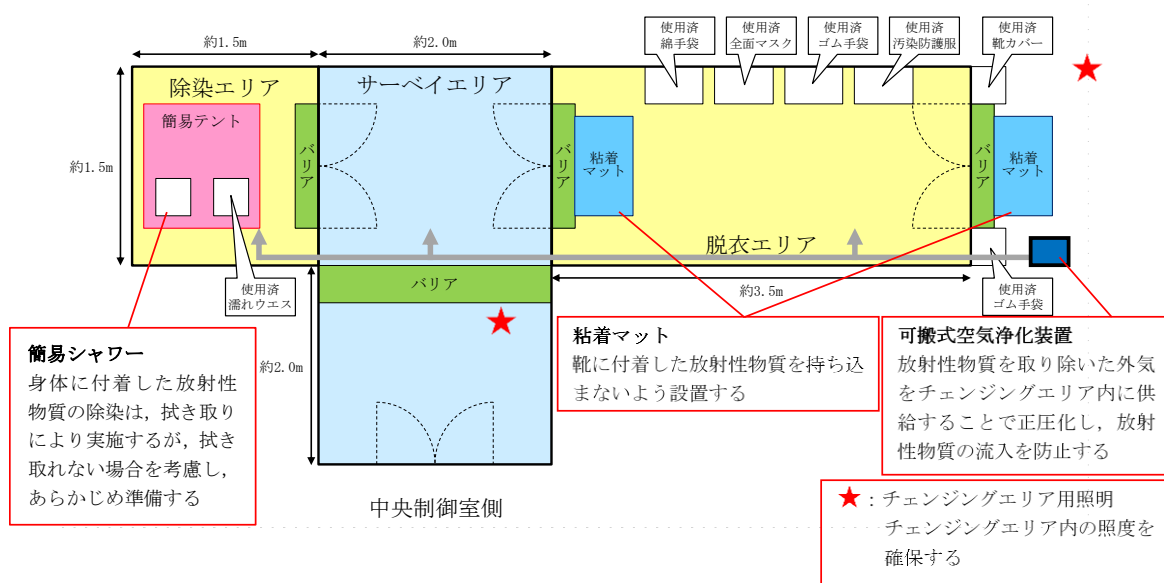 約1.5m
約2.0m
使用済
綿手袋
使用済
全面マスク
使用済
ゴム手袋
使用済
汚染防護服
使用済
靴カバー
除染エリア
サーベイエリア
簡易テント
約1.5m
バリア
バリア
粘着
マット
バリア
粘着
マット
脱衣エリア
使用済
濡れウエス
バリア
約3.5m
使用済
ゴム手袋
簡易シャワー
身体に付着した放射性
物質の除染は，拭き取り
により実施するが，拭き
取れない場合を考慮し，
あらかじめ準備する
約2.0m
粘着マット
靴に付着した放射性物質を持ち込
まないよう設置する
可搬式空気浄化装置
放射性物質を取り除いた外気
をチェンジングエリア内に供
給することで正圧化し，放射
性物質の流入を防止する
中央制御室側
★：チェンジングエリア用照明
チェンジングエリア内の照度を
確保する